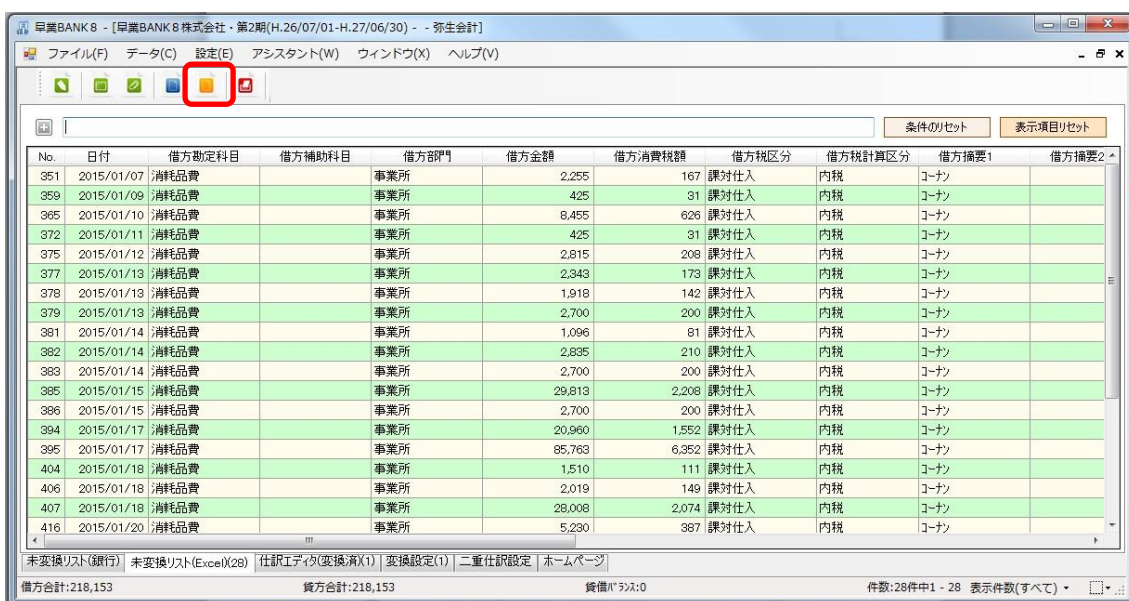 早業BANK８ - [早業BANK８株式会社・第2期(H.26/07/01-H.27/06/30) - - 弥生会計]
ファイル(F) データ(C) 設定(E) アシスタント(W) ウィンドウ(X) ヘルプ(V)
条件のリセット 表示項目リセット
No. 日付 借方勘定科目 借方補助科目 借方部門 借方金額 借方消費税額 借方税区分 借方税計算区分 借方摘要1 借方摘要2
351 2015/01/07 消耗品費 事業所 2,255 167 課対仕入 内税 コーナン
359 2015/01/09 消耗品費 事業所 425 31 課対仕入 内税 コーナン
365 2015/01/10 消耗品費 事業所 8,455 626 課対仕入 内税 コーナン
372 2015/01/11 消耗品費 事業所 425 31 課対仕入 内税 コーナン
375 2015/01/12 消耗品費 事業所 2,815 208 課対仕入 内税 コーナン
377 2015/01/13 消耗品費 事業所 2,343 173 課対仕入 内税 コーナン
378 2015/01/13 消耗品費 事業所 1,918 142 課対仕入 内税 コーナン
379 2015/01/13 消耗品費 事業所 2,700 200 課対仕入 内税 コーナン
381 2015/01/14 消耗品費 事業所 1,096 81 課対仕入 内税 コーナン
382 2015/01/14 消耗品費 事業所 2,835 210 課対仕入 内税 コーナン
383 2015/01/14 消耗品費 事業所 2,700 200 課対仕入 内税 コーナン
385 2015/01/15 消耗品費 事業所 29,813 2,208 課対仕入 内税 コーナン
386 2015/01/15 消耗品費 事業所 2,700 200 課対仕入 内税 コーナン
394 2015/01/17 消耗品費 事業所 20,960 1,552 課対仕入 内税 コーナン
395 2015/01/17 消耗品費 事業所 85,763 6,352 課対仕入 内税 コーナン
404 2015/01/18 消耗品費 事業所 1,510 111 課対仕入 内税 コーナン
406 2015/01/18 消耗品費 事業所 2,019 149 課対仕入 内税 コーナン
407 2015/01/18 消耗品費 事業所 28,008 2,074 課対仕入 内税 コーナン
416 2015/01/20 消耗品費 事業所 5,230 387 課対仕入 内税 コーナン
未変換リスト(銀行) 未変換リスト(Excel)(28) 仕訳エディタ(変換済)(1) 変換設定(1) 二重仕訳設定 ホームページ
借方合計:218,153 貸方合計:218,153 貸借バランス:0 件数:28件中1 - 28 表示件数(すべて)